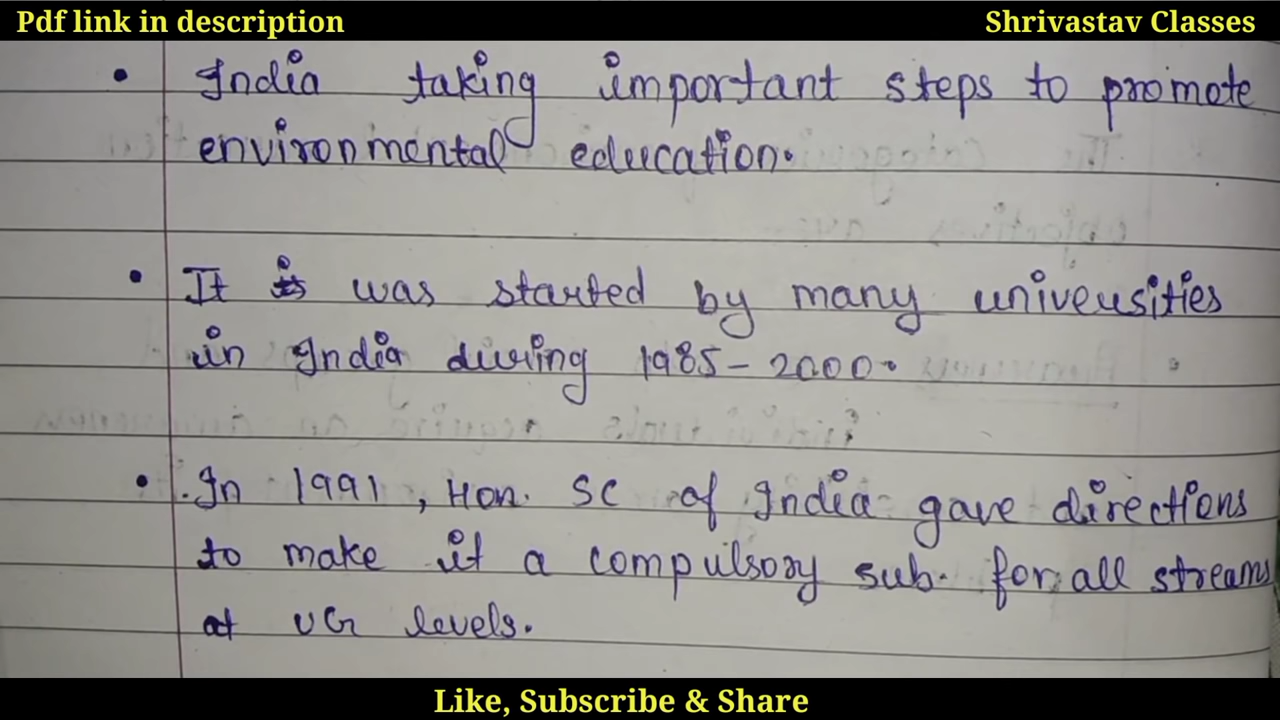 Pdf link in description
Shrivastav Classes
• India taking important steps to promote
environmental education.
• It is was started by many universities
in India during 1985-2000.
• In 1991, Hon. SC of India gave directions
to make it a compulsory sub. for all streams
at UG levels.
Like, Subscribe & Share